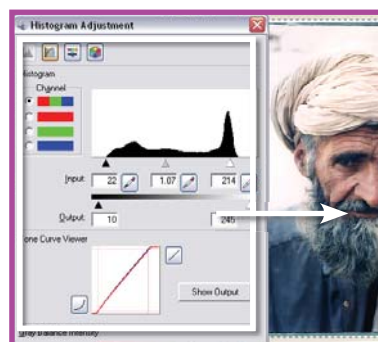 Histogram Adjustment
Histogram
Channel
Input: 22 1.07 214
Output: 10 245
Tone Curve Viewer
Show Output
Gray Balance Intensity